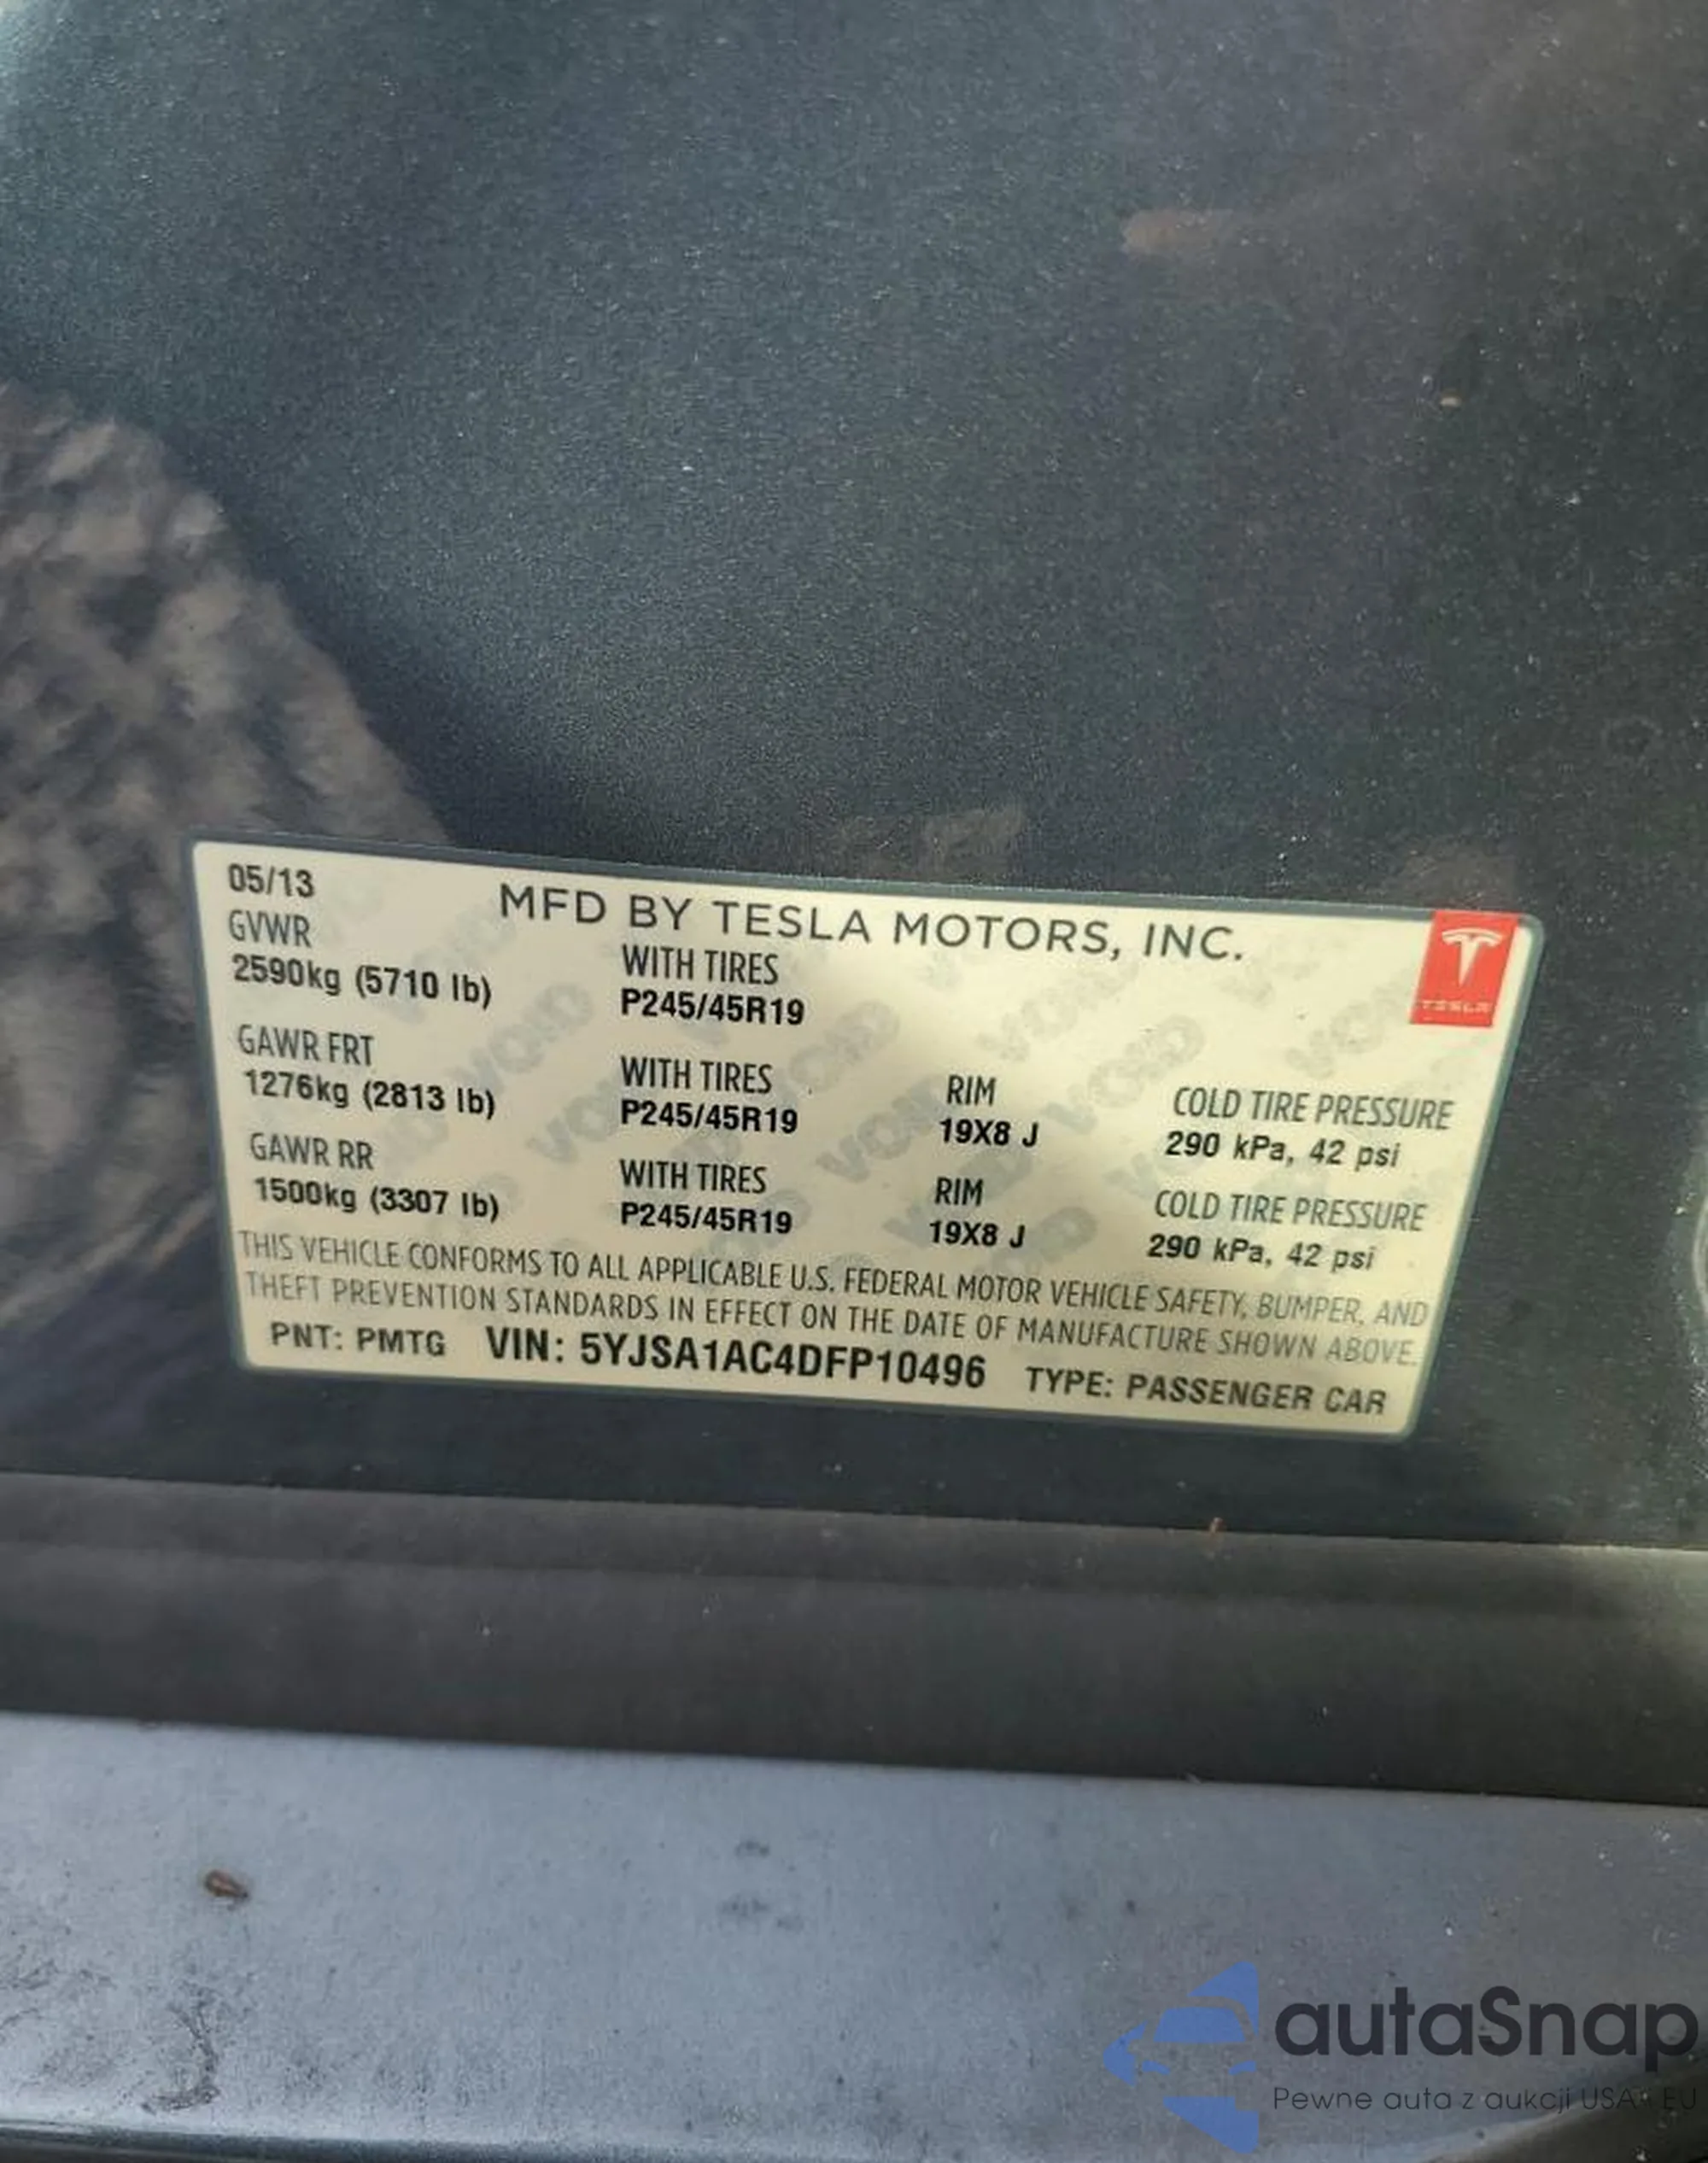 05/13
MFD BY TESLA MOTORS, INC.
GVWR
2590kg (5710 lb)
WITH TIRES
P245/45R19
TESLA
GAWR FRT
1276kg (2813 lb)
WITH TIRES
P245/45R19
RIM
19X8 J
COLD TIRE PRESSURE
290 kPa, 42 psi
GAWR RR
1500kg (3307 lb)
WITH TIRES
P245/45R19
RIM
19X8 J
COLD TIRE PRESSURE
290 kPa, 42 psi
THIS VEHICLE CONFORMS TO ALL APPLICABLE U.S. FEDERAL MOTOR VEHICLE SAFETY, BUMPER, AND
THEFT PREVENTION STANDARDS IN EFFECT ON THE DATE OF MANUFACTURE SHOWN ABOVE.
PNT: PMTG VIN: 5YJSA1AC4DFP10496 TYPE: PASSENGER CAR
autaSnap
Pewne auta z aukcji USA i EU